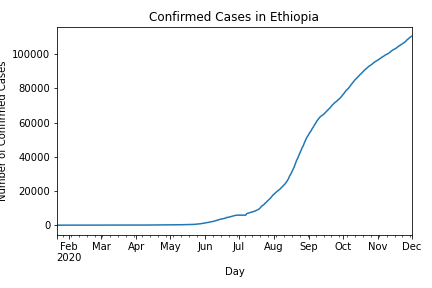 Confirmed Cases in Ethiopia
Number of Confirmed Cases
100000
80000
60000
40000
20000
0
Feb Mar Apr May Jun Jul Aug Sep Oct Nov Dec
2020
Day